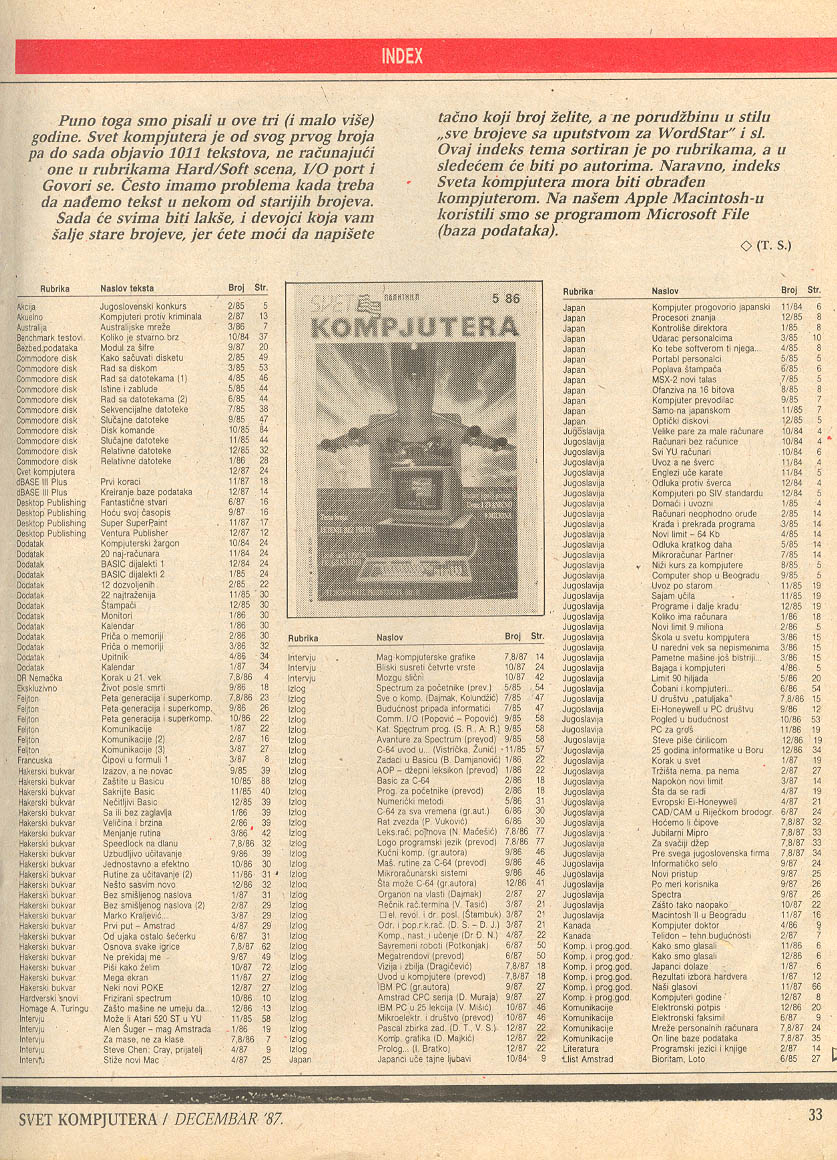 INDEX
Puno toga smo pisali u ove tri (i malo više)
godine. Svet kompjutera je od svog prvog broja
pa do sada objavio 1011 tekstova, ne računajući
one u rubrikama Hard/Soft scena, I/O port i
Govori se. Često imamo problema kada treba
da nađemo tekst u nekom od starijih brojeva.
Sada će svima biti lakše, i devojci koja vam
šalje stare brojeve, jer ćete moći da napišete
tačno koji broj želite, a ne porudžbinu u stilu
„sve brojeve sa uputstvom za WordStar” i sl.
Ovaj indeks tema sortiran je po rubrikama, a u
sledećem će biti po autorima. Naravno, indeks
Sveta kompjutera mora biti obrađen
kompjuterom. Na našem Apple Macintosh-u
koristili smo se programom Microsoft File
(baza podataka).
◇ (T. S.)
Rubrika Naslov teksta Broj Str.
Akcija Jugoslovenski konkurs 2/85 5
Akuelno Kompjuteri protiv kriminala 2/87 13
Australija Australijske mreže 3/86 7
Benchmark testovi Koliko je stvarno brz 10/84 37
Bezbed.podataka Modul za šifre 9/87 20
Commodore disk Kako sačuvati disketu 2/85 49
Commodore disk Rad sa diskom 3/85 53
Commodore disk Rad sa datotekama (1) 4/85 46
Commodore disk Istine i zablude 5/85 44
Commodore disk Rad sa datotekama (2) 6/85 44
Commodore disk Sekvencijalne datoteke 7/85 38
Commodore disk Slučajne datoteke 9/85 47
Commodore disk Disk komande 10/85 84
Commodore disk Slučajne datoteke 11/85 44
Commodore disk Relativne datoteke 12/85 32
Commodore disk Relativne datoteke 1/86 28
Cvet kompjutera 12/87 24
dBASE III Plus Prvi koraci 11/87 18
dBASE III Plus Kreiranje baze podataka 12/87 14
Desktop Publishing Fantastične stvari 6/87 16
Desktop Publishing Hoću svoj časopis 9/87 16
Desktop Publishing Super SuperPaint 11/87 17
Desktop Publishing Ventura Publisher 12/87 12
Dodatak Kompjuterski žargon 10/84 24
Dodatak 20 naj-računara 11/84 24
Dodatak BASIC dijalekti 1 12/84 24
Dodatak BASIC dijalekti 2 1/85 24
Dodatak 12 dozvoljenih 2/85 22
Dodatak 22 najtraženija 11/85 30
Dodatak Štampači 12/85 30
Dodatak Monitori 1/86 30
Dodatak Kalendar 1/86 30
Dodatak Priča o memoriji 2/86 30
Dodatak Priča o memoriji 3/86 32
Dodatak Upitnik 4/86 34
Dodatak Kalendar 1/87 34
DR Nemačka Korak u 21. vek 7,8/86 4
Ekskluzivno Život posle smrti 9/86 18
Feljton Peta generacija i superkomp. 7,8/86 23
Feljton Peta generacija i superkomp. 9/86 26
Feljton Peta generacija i superkomp. 10/86 22
Feljton Komunikacije 1/87 22
Feljton Komunikacije (2) 2/87 16
Feljton Komunikacije (3) 3/87 27
Francuska Čipovi u formuli 1 3/87 8
Hakerski bukvar Izazov, a ne novac 9/85 39
Hakerski bukvar Zaštite u Basicu 10/85 88
Hakerski bukvar Sakrijte Basic 11/85 40
Hakerski bukvar Nečitljivi Basic 12/85 39
Hakerski bukvar Sa ili bez zaglavlja 1/86 39
Hakerski bukvar Veličina i brzina 2/86 39
Hakerski bukvar Menjanje rutina 3/86 42
Hakerski bukvar Speedlock na dlanu 7,8/86 32
Hakerski bukvar Uzbudljivo učitavanje 9/86 39
Hakerski bukvar Jednostavno a efektno 10/86 30
Hakerski bukvar Rutine za učitavanje (2) 11/86 31
Hakerski bukvar Nešto sasvim novo 12/86 32
Hakerski bukvar Bez smišljenog naslova 1/87 31
Hakerski bukvar Bez smišljenog naslova (2) 2/87 29
Hakerski bukvar Marko Kraljević... 3/87 29
Hakerski bukvar Prvi put – Amstrad 4/87 29
Hakerski bukvar Od ujaka ostalo šećerku 6/87 31
Hakerski bukvar Osnova svake igrice 7,8/87 62
Hakerski bukvar Ne prekidaj me 9/87 49
Hakerski bukvar Piši kako želim 10/87 72
Hakerski bukvar Mega ekran 11/87 27
Hakerski bukvar Neki novi POKE 12/87 27
Hardverski snovi Frizirani spectrum 10/86 10
Homage A. Turingu Zašto mašine ne umeju da... 12/86 13
Intervju Može li Atari 520 ST u YU 11/85 58
Intervju Alen Šuger – mag Amstrada 1/86 19
Intervju Za mase, ne za klase 7,8/86 7
Intervju Steve Chen: Cray, prijatelj 4/87 9
Intervju Stiže novi Mac 4/87 25
SVET
ПОЛИТИКА
5 86
KOMPJUTERA
Rubrika Naslov Broj Str.
Intervju Mag kompjuterske grafike 7,8/87 14
Intervju Bliski susreti četvrte vrste 10/87 24
Intervju Mozgu slični 10/87 42
Izlog Spectrum za početnike (prev.) 5/85 54
Izlog Sve o komp. (Dajmak, Kolundžić) 7/85 47
Izlog Budućnost pripada informatici 7/85 47
Izlog Comm. I/O (Popović – Popović) 9/85 58
Izlog Kat. Spectrum prog. (S. R., A. R.) 9/85 58
Izlog Avanture za Spectrum (prevod) 9/85 58
Izlog C-64 uvod u... (Vistrička, Žunić) 11/85 57
Izlog Zadaci u Basicu (B. Damjanović) 1/86 22
Izlog AOP – džepni leksikon (prevod) 1/86 22
Izlog Basic za C-64 2/86 18
Izlog Prog. za početnike (prevod) 2/86 18
Izlog Numerički metodi 5/86 31
Izlog C-64 za sva vremena (gr.aut.) 6/86 30
Izlog Rat zvezda (P. Vuković) 3/86 21
Izlog Leks.rač. pojmova (N. Mađešić) 7,8/86 77
Izlog Logo programski jezik (prevod) 7,8/86 77
Izlog Kućni komp. (gr.autora) 9/86 46
Izlog Maš. rutine za C-64 (prevod) 9/86 46
Izlog Mikroračunarski sistemi 9/86 46
Izlog Šta može C-64 (gr.autora) 12/86 41
Izlog Organon na vlasti (Dajmak) 2/87 27
Izlog Rečnik rač.termina (V. Tasić) 3/87 21
Izlog el. revol. i dr. posl. (Štambuk) 3/87 21
Izlog Odr. i pop.r.k.rač. (D. S. – D. J.) 3/87 21
Izlog Komp., nast. i učenje (Dr D. N.) 4/87 22
Izlog Savremeni roboti (Potkonjak) 6/87 50
Izlog Megatrendovi (prevod) 6/87 50
Izlog Vizija i zbilja (Dragičević) 7,8/87 18
Izlog Uvod u kompjutere (prevod) 7,8/87 18
Izlog IBM PC (gr.autora) 9/87 27
Izlog Amstrad CPC serija (D. Muraja) 9/87 27
Izlog IBM PC u 25 lekcija (V. Mišić) 10/87 46
Izlog Mikroelektr. i društvo (prevod) 10/87 46
Izlog Pascal zbirka zad. (D. T., V. S.) 12/87 22
Izlog Komp. grafika (D. Majkić) 12/87 22
Izlog Prolog... (I. Bratko) 12/87 22
Japan Japanci uče tajne ljubavi 10/84 9
Rubrika Naslov Broj Str.
Japan Kompjuter progovorio japanski 11/84 6
Japan Procesori znanja 12/85 8
Japan Kontroliše direktora 1/85 8
Japan Udarac personalcima 3/85 10
Japan Ko tebe softverom ti njega.. 4/85 8
Japan Portabl personalci 5/85 5
Japan Poplava štampača 6/85 6
Japan MSX-2 novi talas 7/85 5
Japan Ofanziva na 16 bitova 8/85 8
Japan Kompjuter prevodilac 9/85 7
Japan Samo na japanskom 11/85 7
Japan Optički diskovi 12/85 5
Jugoslavija Velike pare za male računare 10/84 4
Jugoslavija Računari bez računice 10/84 4
Jugoslavija Svi YU računari 10/84 6
Jugoslavija Uvoz a ne šverc 11/84 4
Jugoslavija Englezi uče karate 11/84 5
Jugoslavija Odluka protiv šverca 12/84 4
Jugoslavija Kompjuteri po SIV standardu 12/84 5
Jugoslavija Domaći i uvozni 1/85 4
Jugoslavija Računari neophodno oruđe 2/85 14
Jugoslavija Krađa i prekrada programa 3/85 14
Jugoslavija Novi limit – 64 Kb 4/85 14
Jugoslavija Odluka kratkog daha 5/85 14
Jugoslavija Mikroračunar Partner 7/85 14
Jugoslavija Niži kurs za kompjutere 8/85 5
Jugoslavija Computer shop u Beogradu 9/85 5
Jugoslavija Uvoz po starom 11/85 19
Jugoslavija Sajam učila 11/85 19
Jugoslavija Programe i dalje kradu 12/85 19
Jugoslavija Koliko ima računara 1/86 18
Jugoslavija Novi limit 9 miliona 2/86 5
Jugoslavija Škola u svetu kompjutera 3/86 15
Jugoslavija U naredni vek sa nepismenima 3/86 15
Jugoslavija Pametne mašine još bistriji... 3/86 15
Jugoslavija Bajaga i kompjuteri 4/86 5
Jugoslavija Limit 90 hiljada 5/86 20
Jugoslavija Čobani i kompjuteri... 6/86 54
Jugoslavija U društvu „patuljaka” 7,8/86 15
Jugoslavija Ei-Honeywell u PC društvu 9/86 12
Jugoslavija Pogled u budućnost 10/86 53
Jugoslavija PC za groš 11/86 19
Jugoslavija Steve piše ćirilicom 12/86 19
Jugoslavija 25 godina informatike u Boru 12/86 34
Jugoslavija Korak u svet 1/87 19
Jugoslavija Tržišta nema, pa nema 2/87 27
Jugoslavija Napokon novi limit 3/87 14
Jugoslavija Šta da se radi 4/87 19
Jugoslavija Evropski Ei-Honeywell 4/87 21
Jugoslavija CAD/CAM u Riječkom brodogr. 6/87 24
Jugoslavija Hoćemo li čipove 7,8/87 32
Jugoslavija Jubilarni Mipro 7,8/87 33
Jugoslavija Za svačiji džep 7,8/87 33
Jugoslavija Pre svega jugoslovenska firma 7,8/87 34
Jugoslavija Informatičko selo 9/87 24
Jugoslavija Novi pristup 9/87 25
Jugoslavija Po meri korisnika 9/87 26
Jugoslavija Spectra 9/87 26
Jugoslavija Zašto tako naopako 10/87 22
Jugoslavija Macintosh II u Beogradu 11/87 16
Kanada Kompjuter doktor 4/86 9
Kanada Telidon – tehn.budućnosti 2/87 7
Komp. i prog.god. Kako smo glasali 11/86 6
Komp. i prog.god. Kako smo glasali 12/86 6
Komp. i prog.god. Japanci dolaze 1/87 6
Komp. i prog.god. Rezultati izbora hardvera 1/87 12
Komp. i prog.god. Naši glasovi 11/87 66
Komp. i prog.god. Kompjuteri godine 12/87 8
Komunikacije Elektronski potpis 12/86 20
Komunikacije Elektronski faksimil 6/87 9
Komunikacije Mreže personalnih računara 7,8/87 24
Komunikacije On line baze podataka 7,8/87 35
Literatura Programski jezici i knjige 2/87 14
Llist Amstrad Bioritam, Loto 6/85 27
SVET KOMPJUTERA / DECEMBAR '87.
33